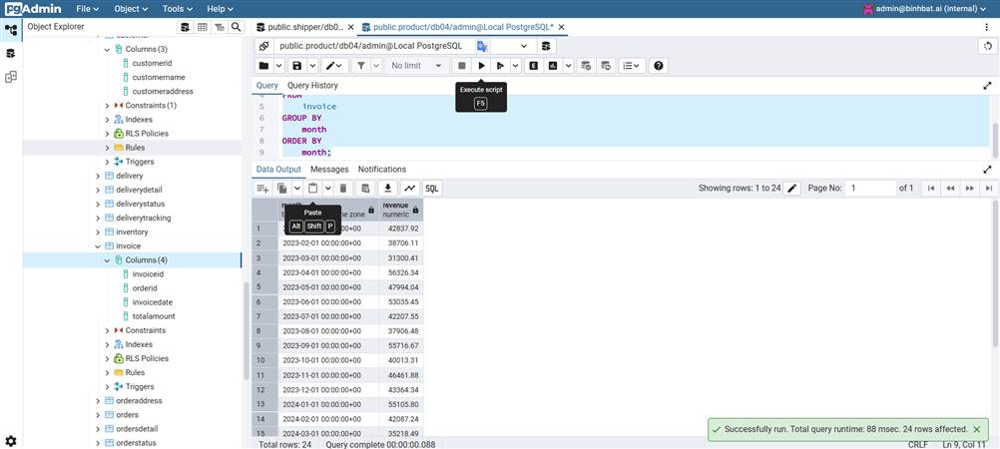 pgAdmin File Object Tools Help admin@binhbat.ai (internal)
Object Explorer
public.shipper/db0... public.product/db04/admin@Local PostgreSQL*
public.product/db04/admin@Local PostgreSQL
No limit
Execute script
F5
Query Query History
FROM
5 invoice
6 GROUP BY
7 month
8 ORDER BY
9 month;
Data Output Messages Notifications
SQL
Showing rows: 1 to 24 Page No: 1 of 1
Paste
Alt Shift P
revenue
zone numeric
1 00:00:00+00 42837.92
2 2023-02-01 00:00:00+00 38706.11
3 2023-03-01 00:00:00+00 31300.41
4 2023-04-01 00:00:00+00 56326.34
5 2023-05-01 00:00:00+00 47994.04
6 2023-06-01 00:00:00+00 53035.45
7 2023-07-01 00:00:00+00 42207.55
8 2023-08-01 00:00:00+00 37906.48
9 2023-09-01 00:00:00+00 55716.67
10 2023-10-01 00:00:00+00 40013.31
11 2023-11-01 00:00:00+00 46461.88
12 2023-12-01 00:00:00+00 43364.34
13 2024-01-01 00:00:00+00 55105.80
14 2024-02-01 00:00:00+00 42087.24
15 2024-03-01 00:00:00+00 35218.49
Columns (3)
customerid
customername
customeraddress
Constraints (1)
Indexes
RLS Policies
Rules
Triggers
delivery
deliverydetail
deliverystatus
deliverytracking
inventory
invoice
Columns (4)
invoiceid
orderid
invoicedate
totalamount
Constraints
Indexes
RLS Policies
Rules
Triggers
orderaddress
orders
ordersdetail
orderstatus
Successfully run. Total query runtime: 88 msec. 24 rows affected.
Total rows: 24 Query complete 00:00:00.088 CRLF Ln 9, Col 11